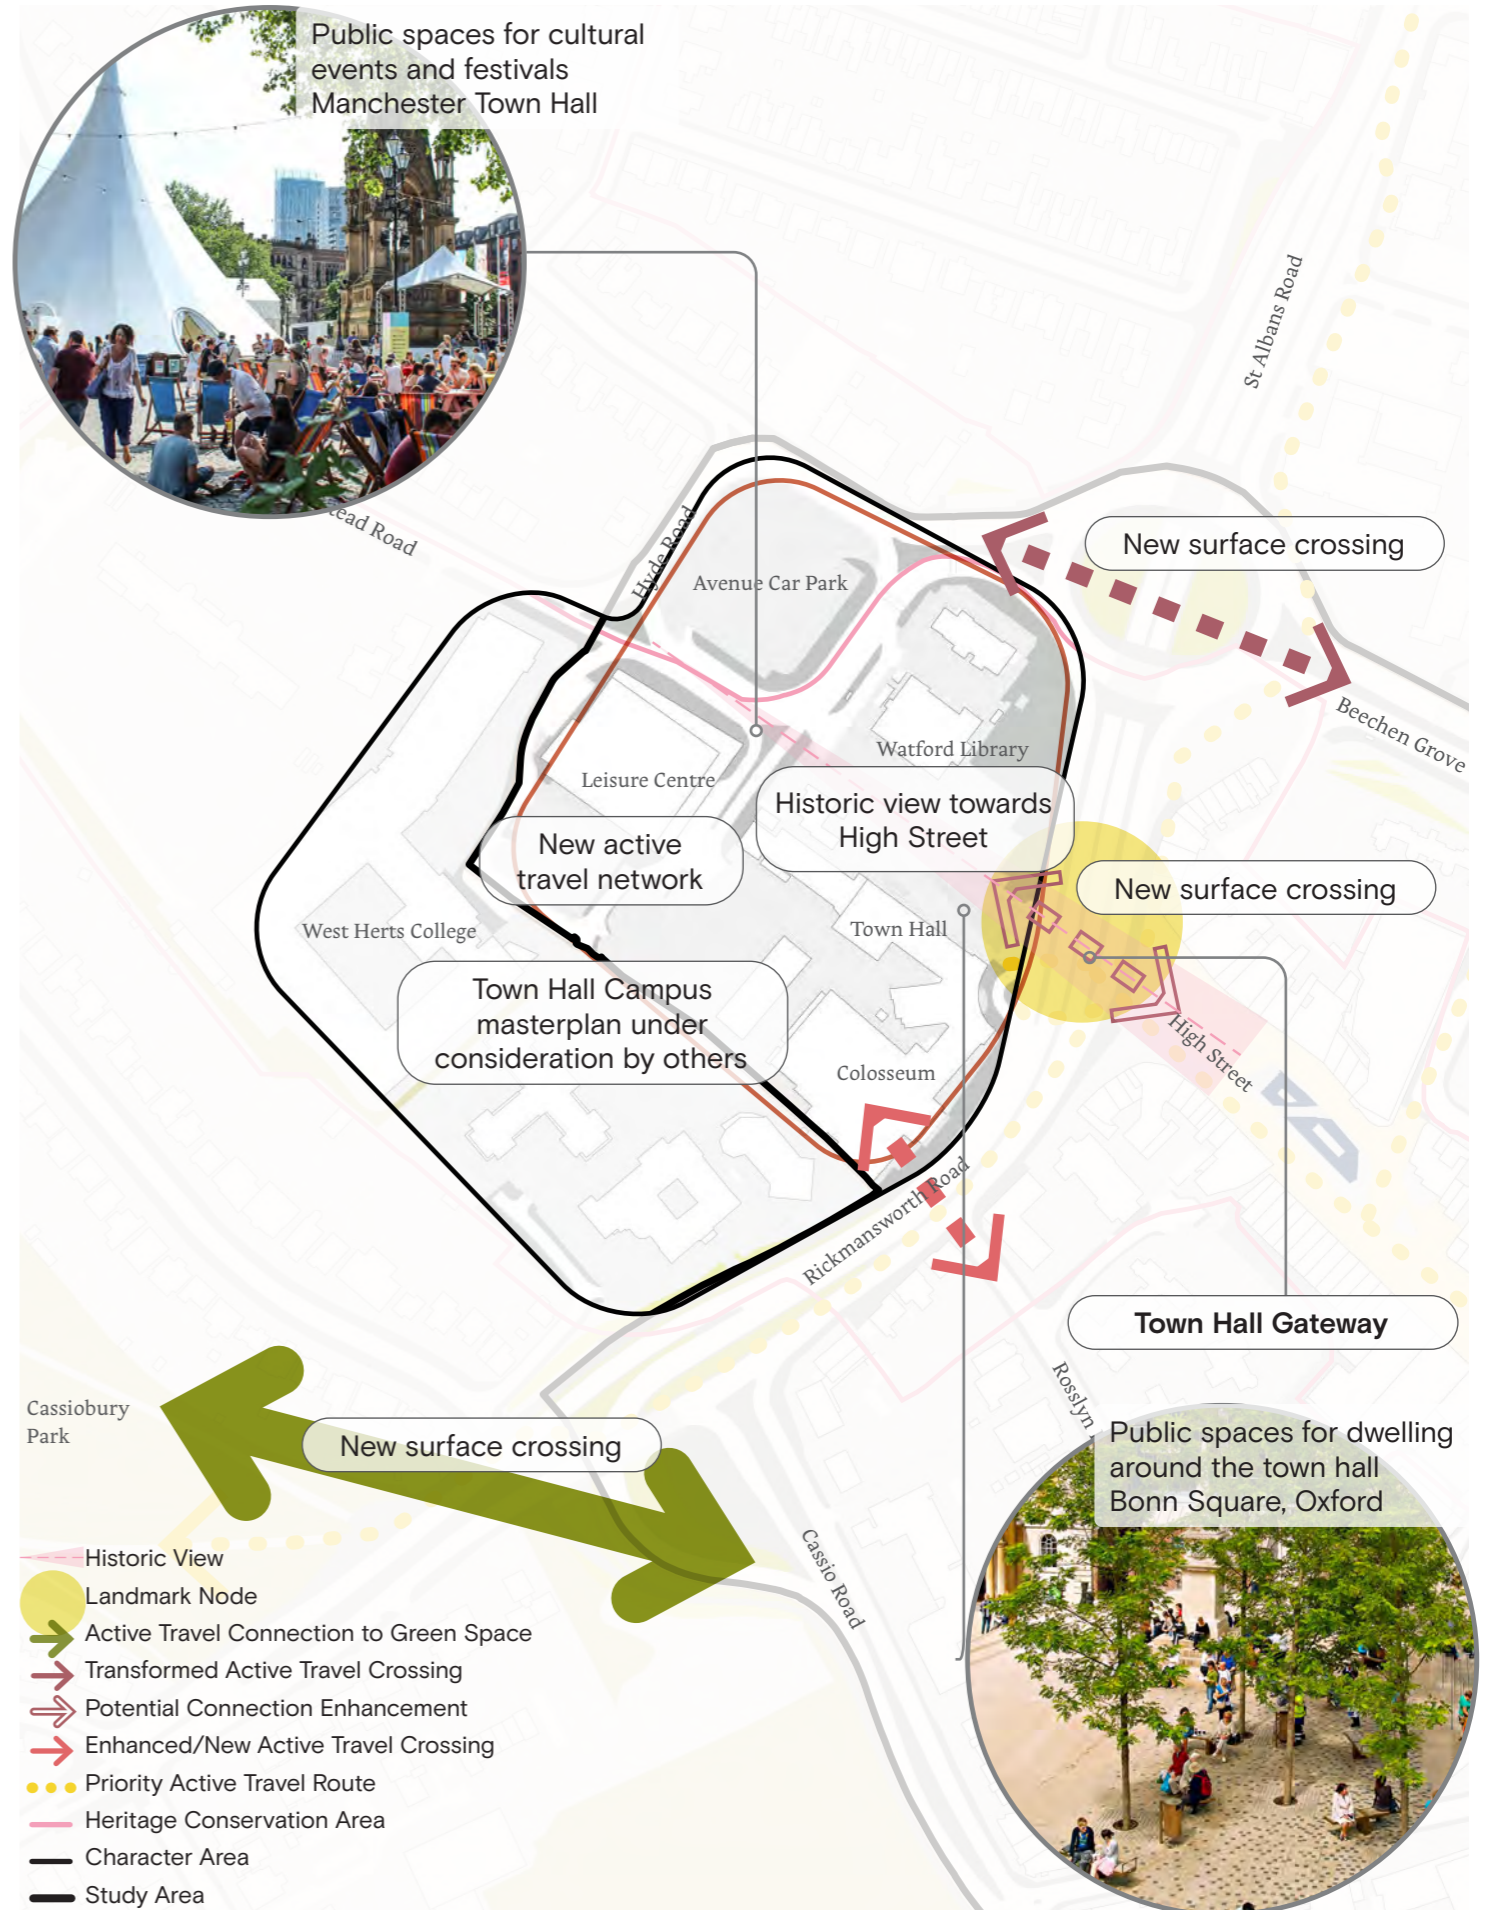 Public spaces for cultural
events and festivals
Manchester Town Hall
St Albans Road
ead Road
Hyde Road
New surface crossing
Avenue Car Park
Beechen Grove
Watford Library
Leisure Centre
Historic view towards
High Street
New active
travel network
New surface crossing
West Herts College
Town Hall
Town Hall Campus
masterplan under
consideration by others
High Street
Colosseum
Rickmansworth Road
Town Hall Gateway
Rosslyn
Cassiobury
Park
New surface crossing
Public spaces for dwelling
around the town hall
Bonn Square, Oxford
Cassio Road
Historic View
Landmark Node
Active Travel Connection to Green Space
Transformed Active Travel Crossing
Potential Connection Enhancement
Enhanced/New Active Travel Crossing
Priority Active Travel Route
Heritage Conservation Area
Character Area
Study Area